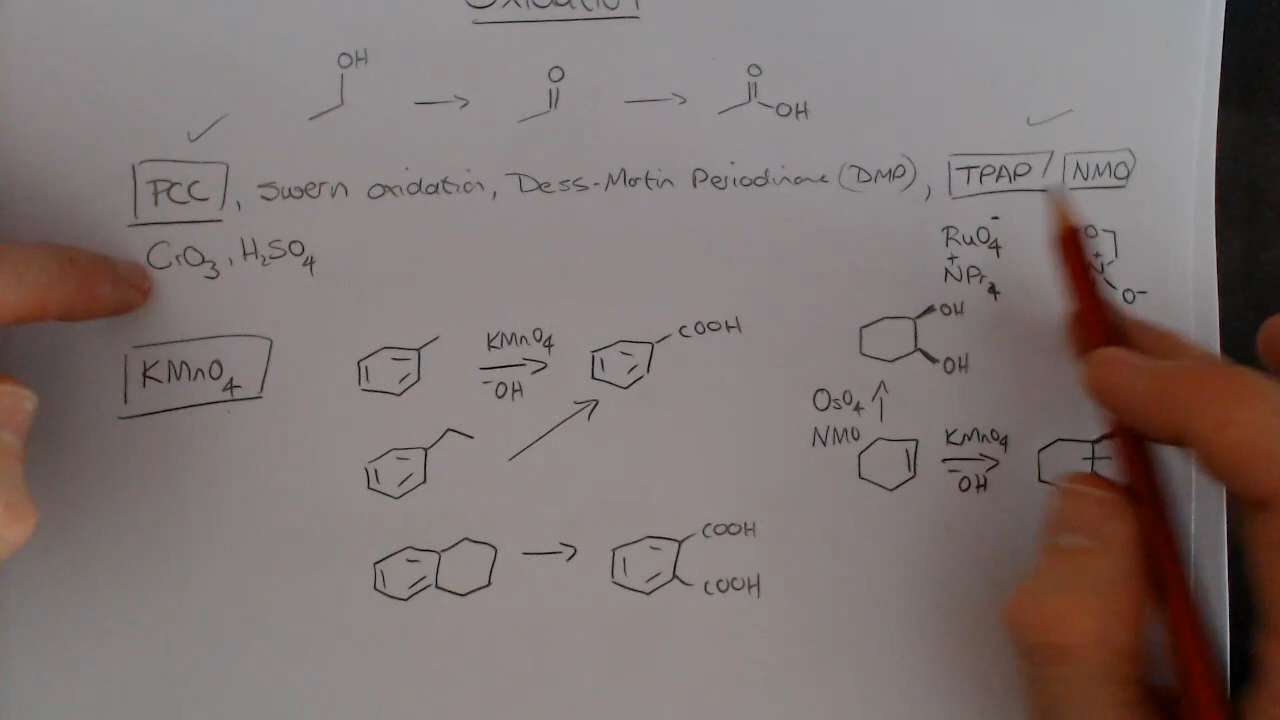 Oxidation
OH
O
O
OH
PCC, Swern oxidation, Dess-Martin Periodinane (DMP), TPAP/NMO
CrO3, H2SO4
RuO4-
+NPr4
O
+N
O-
KMnO4
KMnO4
-OH
COOH
OH
OH
OsO4
NMO
KMnO4
-OH
COOH
COOH